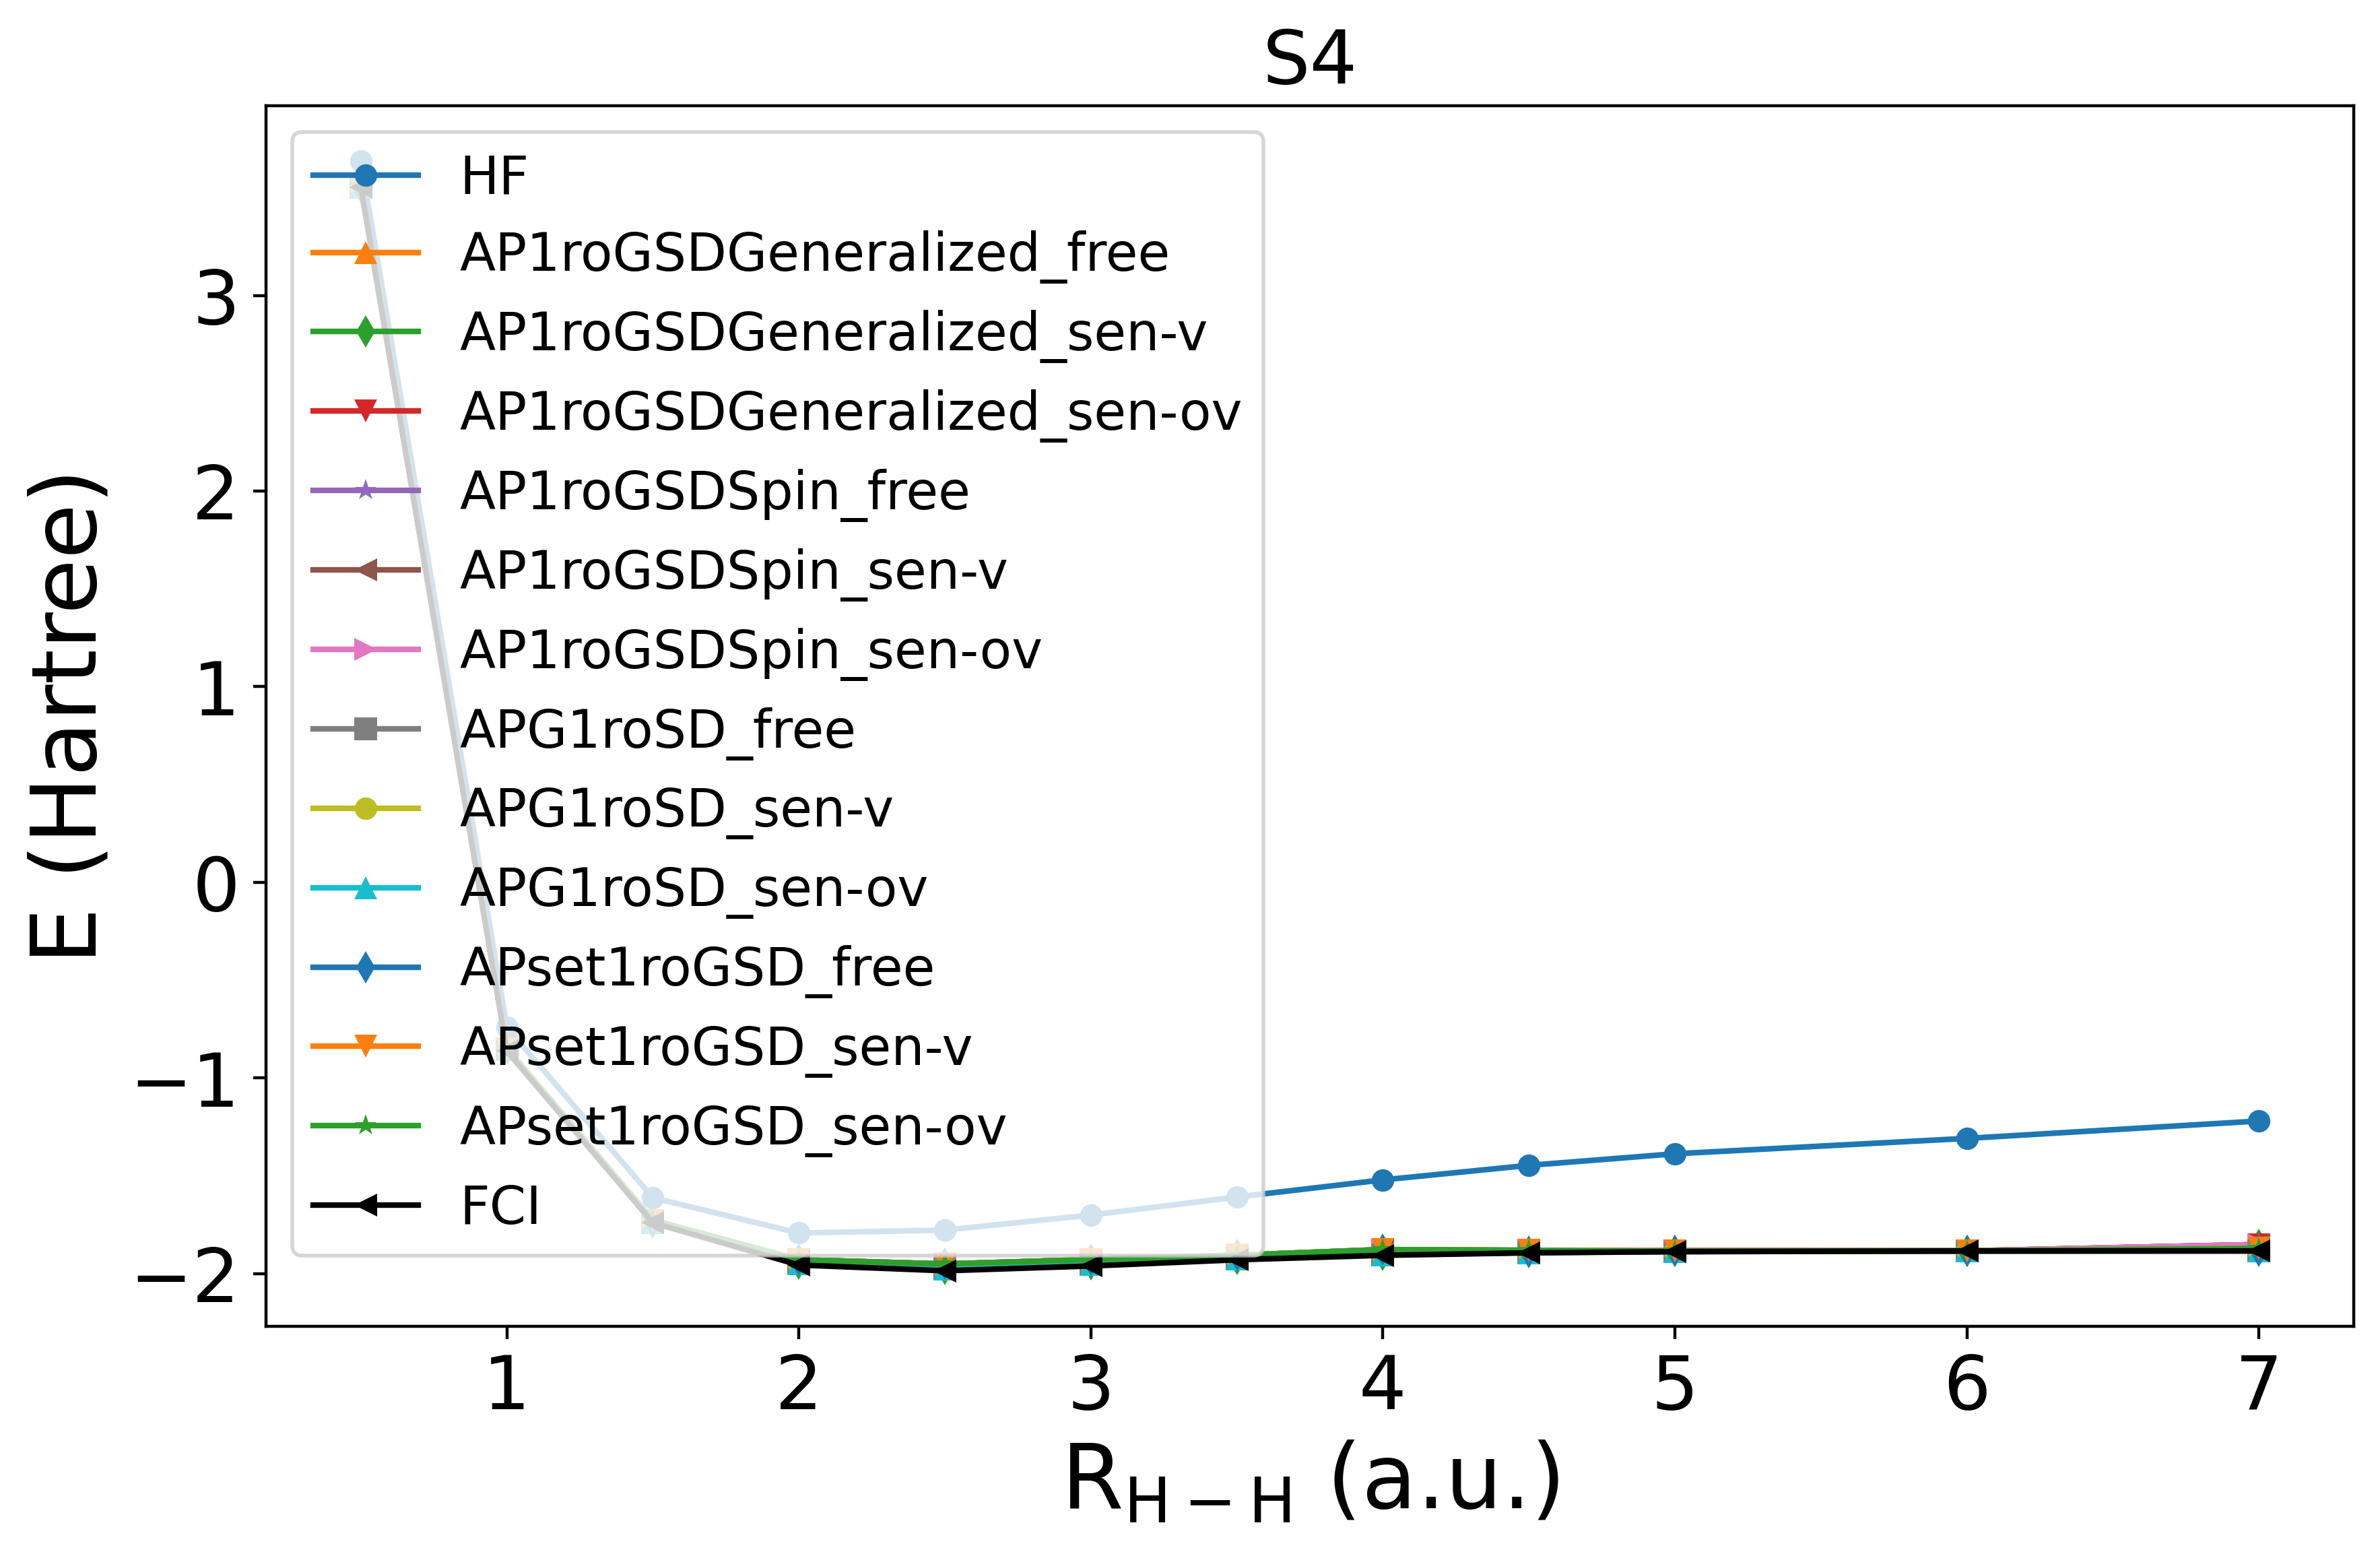 S4
E (Hartree)
3
2
1
0
−1
−2
HF
AP1roGSDGeneralized_free
AP1roGSDGeneralized_sen-v
AP1roGSDGeneralized_sen-ov
AP1roGSDSpin_free
AP1roGSDSpin_sen-v
AP1roGSDSpin_sen-ov
APG1roSD_free
APG1roSD_sen-v
APG1roSD_sen-ov
APset1roGSD_free
APset1roGSD_sen-v
APset1roGSD_sen-ov
FCI
1 2 3 4 5 6 7
R_{H−H} (a.u.)